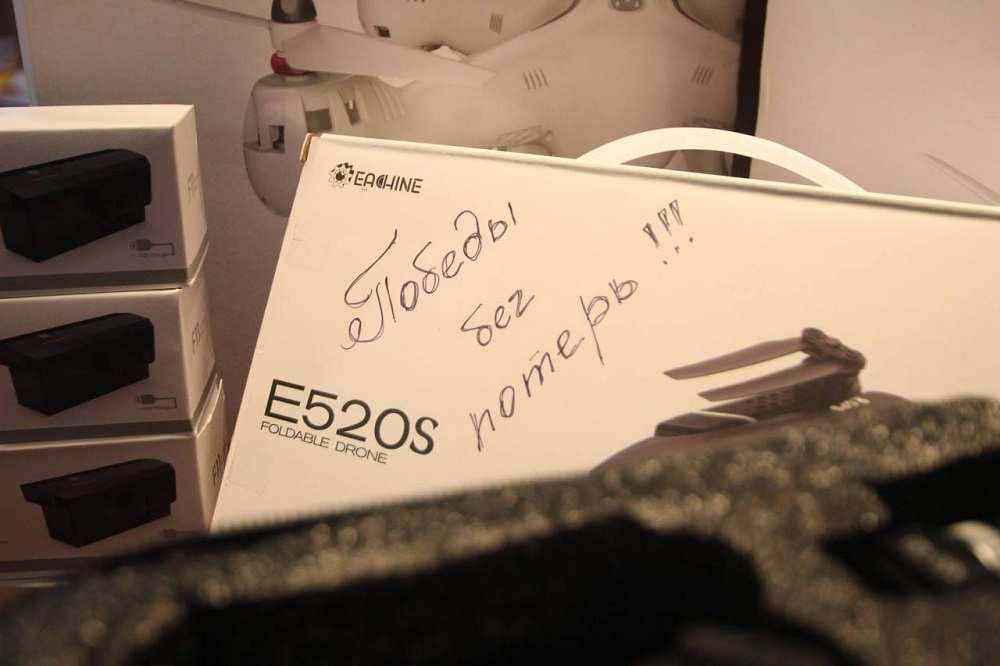 EACHINE
Победы
без
потерь!!!
E520S
FOLDABLE DRONE